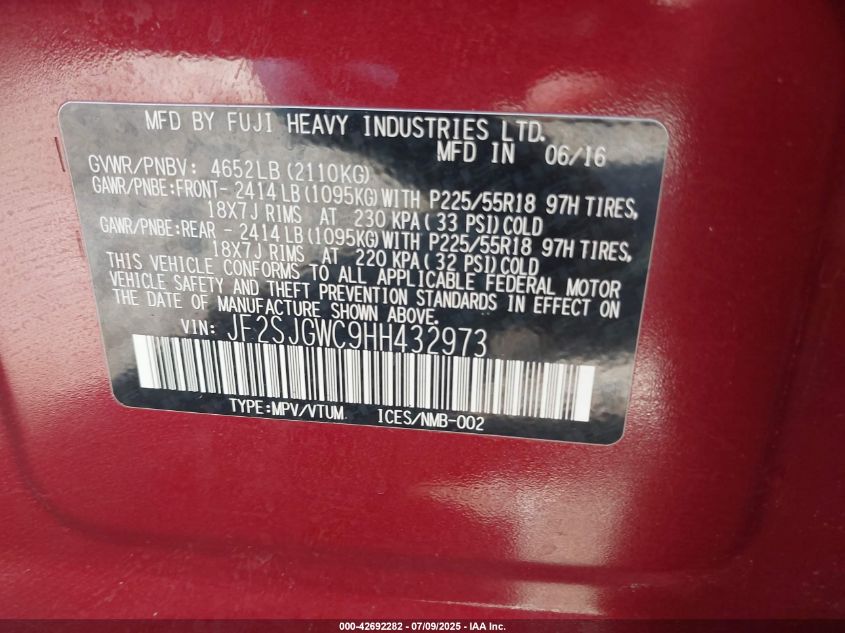 MFD BY FUJI HEAVY INDUSTRIES LTD.
MFD IN 06/16
GVWR/PNBV: 4652LB (2110KG)
GAWR/PNBE:FRONT- 2414 LB (1095KG) WITH P225/55R18 97H TIRES,
18X7J RIMS AT 230 KPA (33 PSI) COLD
GAWR/PNBE:REAR - 2414 LB (1095KG) WITH P225/55R18 97H TIRES,
18X7J RIMS AT 220 KPA (32 PSI) COLD
THIS VEHICLE CONFORMS TO ALL APPLICABLE FEDERAL MOTOR
VEHICLE SAFETY AND THEFT PREVENTION STANDARDS IN EFFECT ON
THE DATE OF MANUFACTURE SHOWN ABOVE.
VIN: JF2SJGWC9HH432973
TYPE:MPV/VTUM ICES/NMB-002
000-42692282 / 07/09/2025 - IAA Inc.